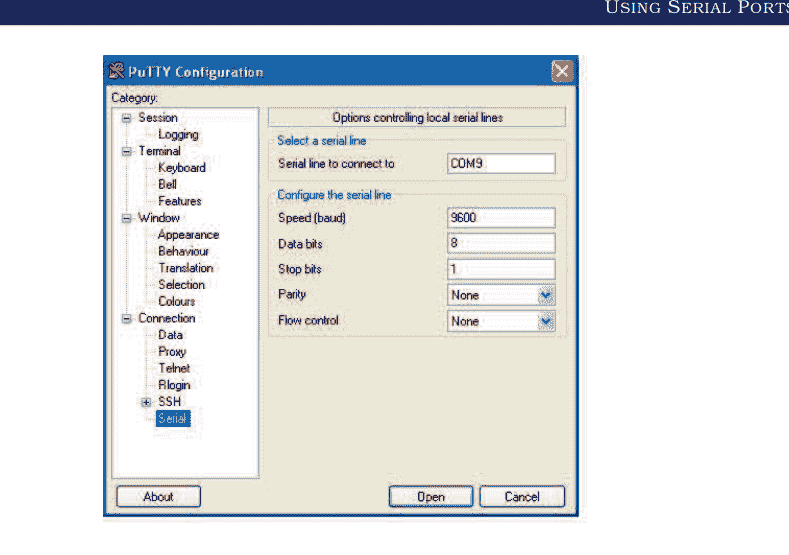 USING SERIAL PORTS
PuTTY Configuration
Category:
Session
Logging
Terminal
Keyboard
Bell
Features
Window
Appearance
Behaviour
Translation
Selection
Colours
Connection
Data
Proxy
Telnet
Rlogin
SSH
Serial
Options controlling local serial lines
Select a serial line
Serial line to connect to COM9
Configure the serial line
Speed (baud) 9600
Data bits 8
Stop bits 1
Parity None
Flow control None
About Open Cancel